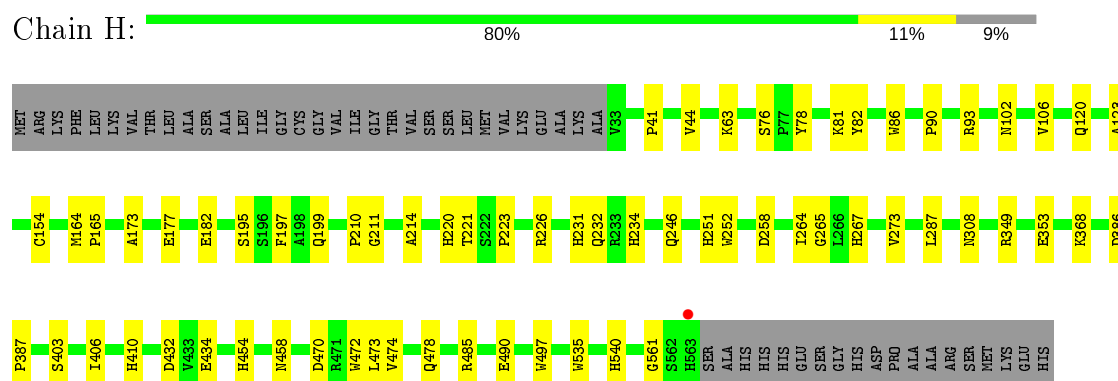 Chain H:
80% 11% 9%
MET ARG LYS PHE LEU LYS VAL THR LEU ALA SER ALA LEU ILE GLY CYS GLY VAL ILE GLY THR VAL SER SER LEU MET VAL LYS GLU ALA LYS ALA V33 P41 V44 K63 S76 P77 Y78 K81 Y82 W86 P90 R93 N102 V106 Q120
C154 M164 P165 A173 E177 E182 S195 S196 F197 A198 Q199 P210 G211 A214 H220 T221 S222 P223 R226 H231 Q232 R233 H234 Q246 H251 W252 D258 I264 G265 L266 H267 V273 L287 N308 R349 E353 K368
P387 S403 I406 H410 D432 V433 E434 H454 N458 D470 R471 W472 L473 V474 Q478 R485 E490 W497 W535 H540 G561 S562 H563 SER ALA HIS HIS HIS GLU SER GLY HIS ASP PRO ALA ALA ARG SER MET LYS GLU HIS